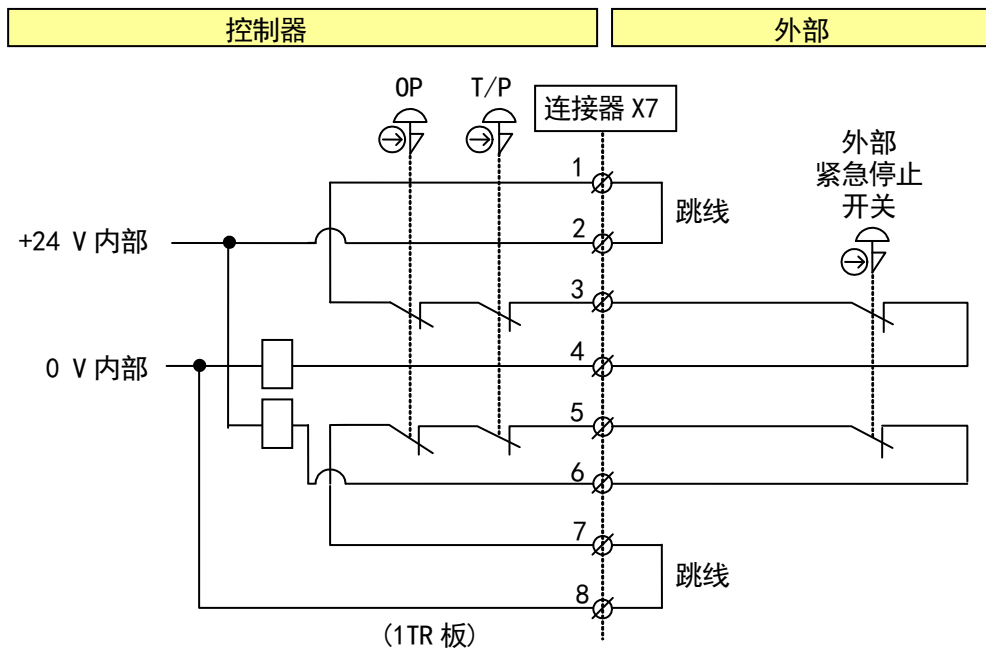 控制器
外部
OP
T/P
连接器 X7
外部
紧急停止
开关
1
跳线
2
+24 V 内部
3
0 V 内部
4
5
6
7
跳线
8
(1TR 板)